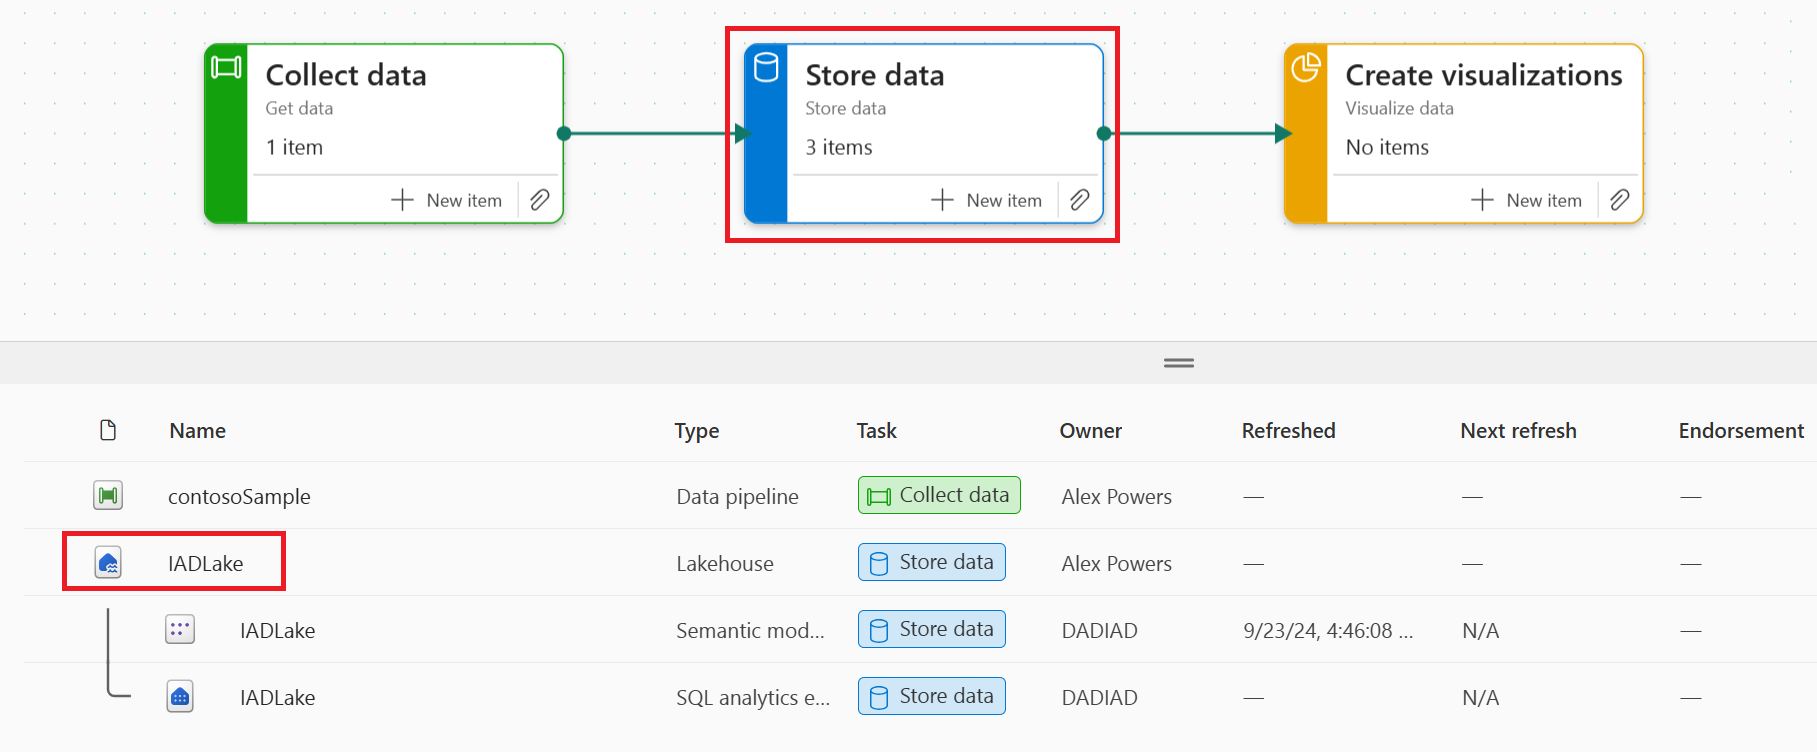 Collect data
Get data
1 item
New item
Store data
Store data
3 items
New item
Create visualizations
Visualize data
No items
New item
Name Type Task Owner Refreshed Next refresh Endorsement
contosoSample Data pipeline Collect data Alex Powers — — —
IADLake Lakehouse Store data Alex Powers — — —
IADLake Semantic mod... Store data DADIAD 9/23/24, 4:46:08 ... N/A —
IADLake SQL analytics e... Store data DADIAD — N/A —